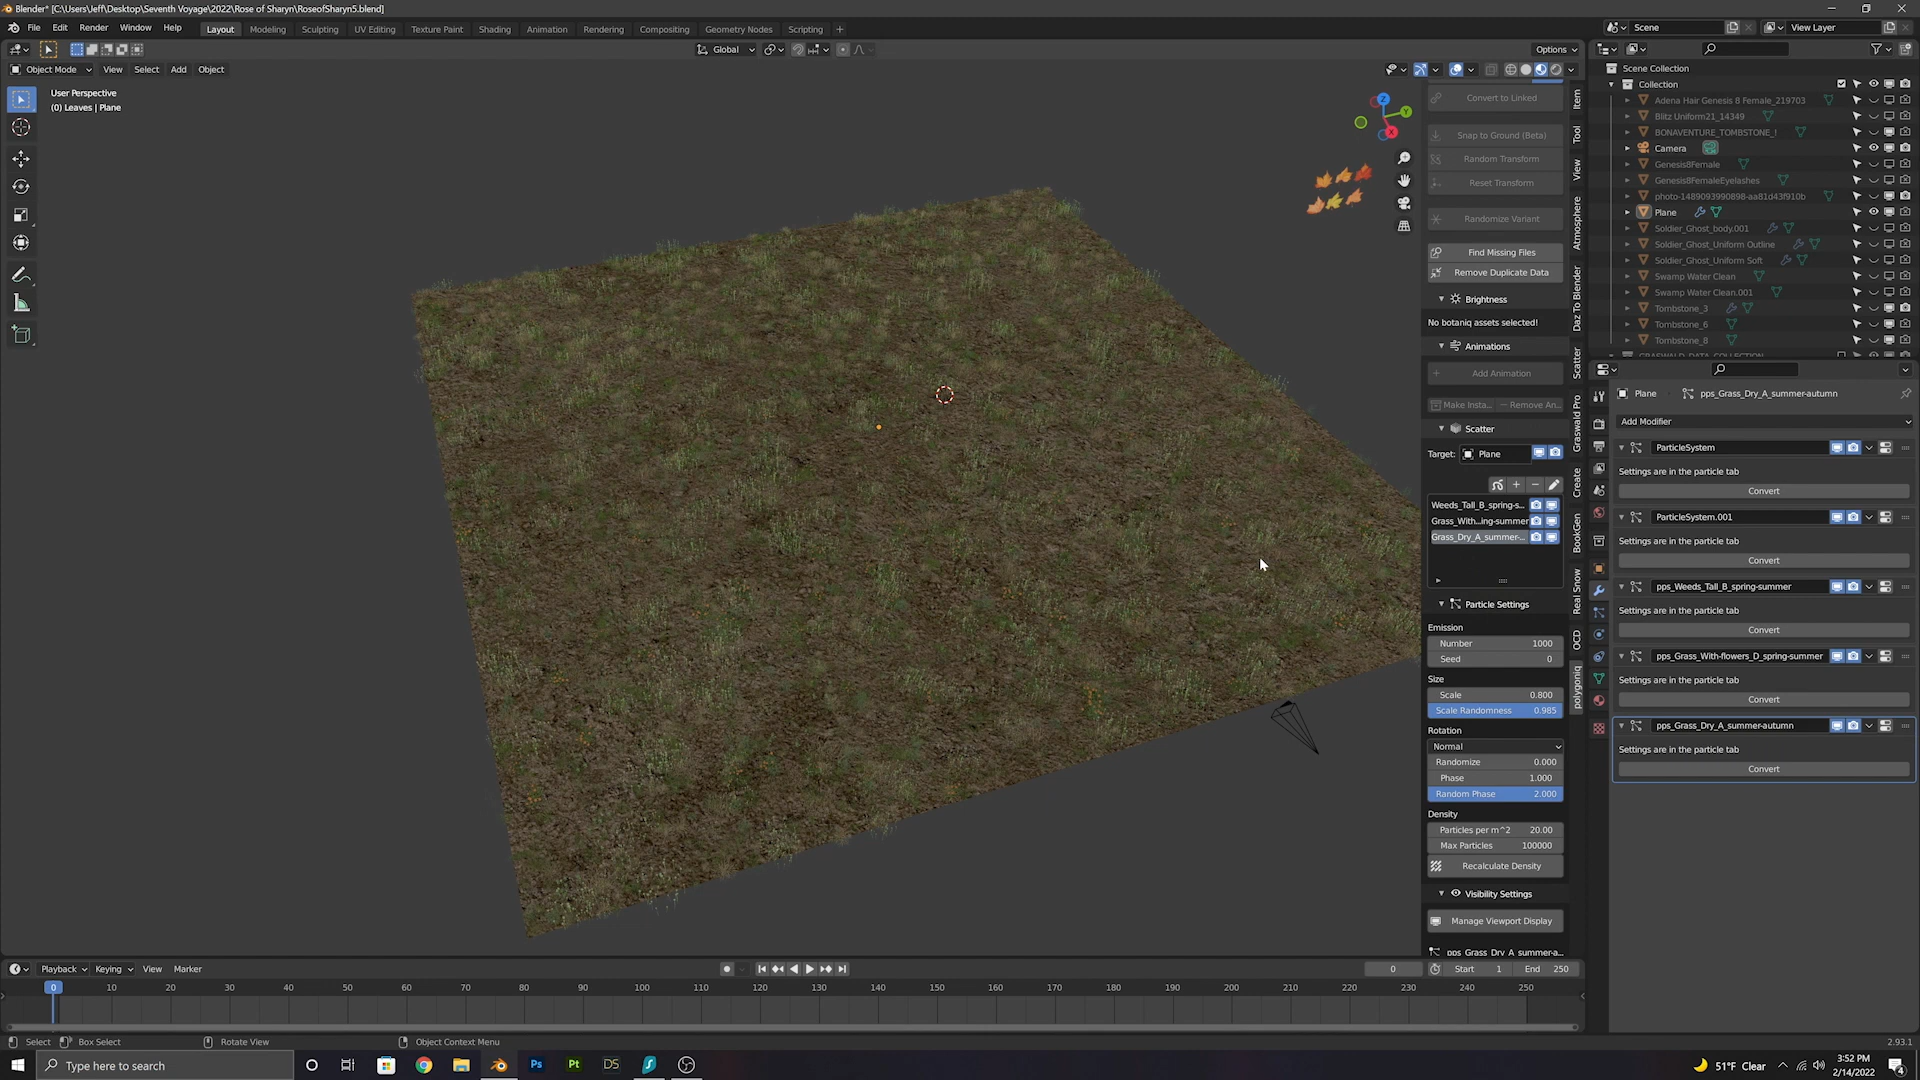 Blender* [C:\Users\Jeff\Desktop\Seventh Voyage\2022\Rose of Sharyn\RoseofSharyn5.blend]
File Edit Render Window Help Layout Modeling Sculpting UV Editing Texture Paint Shading Animation Rendering Compositing Geometry Nodes Scripting + Scene View Layer
Global Options
Object Mode View Select Add Object
User Perspective
(0) Leaves | Plane
Z
Y
X
Convert to Linked
Snap to Ground (Beta)
Random Transform
Reset Transform
Randomize Variant
Find Missing Files
Remove Duplicate Data
Brightness
No botaniq assets selected!
Animations
Add Animation
Make Insta... Remove An...
Scatter
Target: Plane
Weeds_Tall_B_spring-s...
Grass_With...ing-summer
Grass_Dry_A_summer-...
Particle Settings
Emission
Number 1000
Seed 0
Size
Scale 0.800
Scale Randomness 0.985
Rotation
Normal
Randomize 0.000
Phase 1.000
Random Phase 2.000
Density
Particles per m^2 20.00
Max Particles 100000
Recalculate Density
Visibility Settings
Manage Viewport Display
pps_Grass_Dry_A_summer-a...
Item
Tool
View
Atmosphere
Daz To Blender
Scatter
Graswald Pro
Create
BookGen
Real Snow
OCD
polygoniq
Scene Collection
Collection
Adena Hair Genesis 8 Female_219703
Blitz Uniform21_14349
BONAVENTURE_TOMBSTONE_!
Camera
Genesis8Female
Genesis8FemaleEyelashes
photo-1489093990898-aa81d43f910b
Plane
Soldier_Ghost_body.001
Soldier_Ghost_Uniform Outline
Soldier_Ghost_Uniform Soft
Swamp Water Clean
Swamp Water Clean.001
Tombstone_3
Tombstone_6
Tombstone_8
GRASWALD_DATA_COLLECTION
Plane pps_Grass_Dry_A_summer-autumn
Add Modifier
ParticleSystem
Settings are in the particle tab
Convert
ParticleSystem.001
Settings are in the particle tab
Convert
pps_Weeds_Tall_B_spring-summer
Settings are in the particle tab
Convert
pps_Grass_With-flowers_D_spring-summer
Settings are in the particle tab
Convert
pps_Grass_Dry_A_summer-autumn
Settings are in the particle tab
Convert
Playback Keying View Marker 0 Start 1 End 250
0 10 20 30 40 50 60 70 80 90 100 110 120 130 140 150 160 170 180 190 200 210 220 230 240 250
Select Box Select Rotate View Object Context Menu 2.93.1
Type here to search Ps Pt DS 51°F Clear 3:52 PM
2/14/2022
4